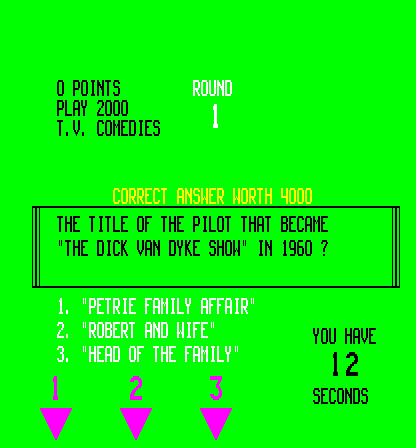 0 POINTS
ROUND
PLAY 2000
1
T.V. COMEDIES
CORRECT ANSWER WORTH 4000
THE TITLE OF THE PILOT THAT BECAME
"THE DICK VAN DYKE SHOW" IN 1960 ?
1. "PETRIE FAMILY AFFAIR"
2. "ROBERT AND WIFE"
3. "HEAD OF THE FAMILY"
YOU HAVE
12
SECONDS
1 2 3